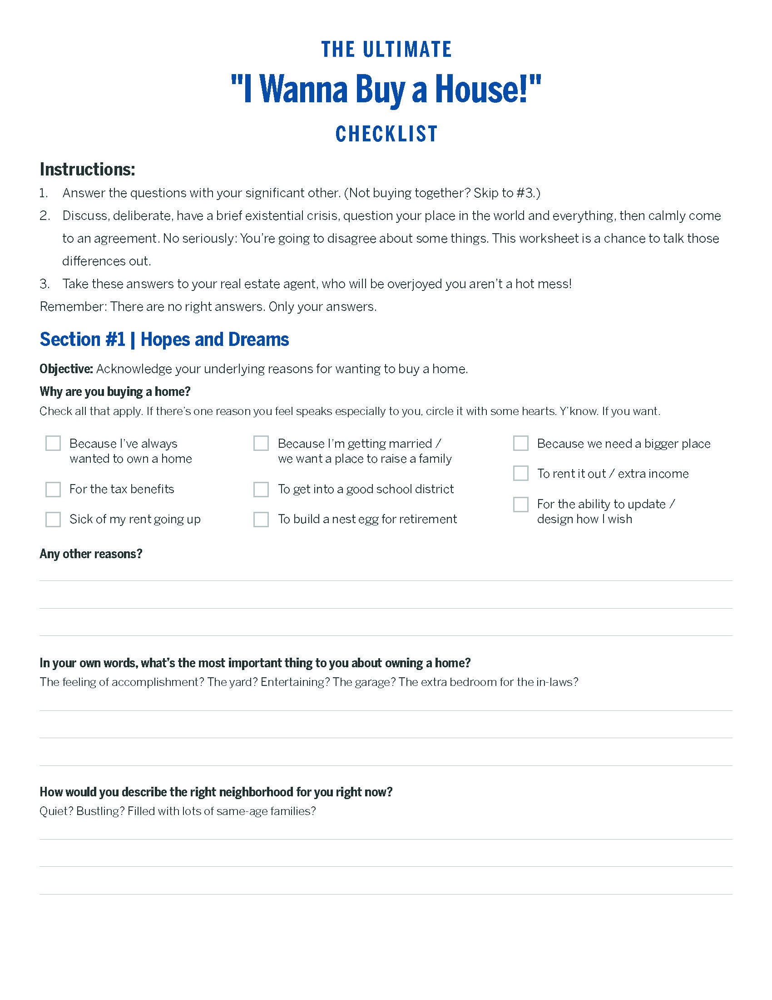 THE ULTIMATE
"I Wanna Buy a House!"
CHECKLIST
Instructions:
1. Answer the questions with your significant other. (Not buying together? Skip to #3.)
2. Discuss, deliberate, have a brief existential crisis, question your place in the world and everything, then calmly come
to an agreement. No seriously: You’re going to disagree about some things. This worksheet is a chance to talk those
differences out.
3. Take these answers to your real estate agent, who will be overjoyed you aren’t a hot mess!
Remember: There are no right answers. Only your answers.
Section #1 | Hopes and Dreams
Objective: Acknowledge your underlying reasons for wanting to buy a home.
Why are you buying a home?
Check all that apply. If there’s one reason you feel speaks especially to you, circle it with some hearts. Y’know. If you want.
Because I’ve always
wanted to own a home
For the tax benefits
Sick of my rent going up
Because I’m getting married /
we want a place to raise a family
To get into a good school district
To build a nest egg for retirement
Because we need a bigger place
To rent it out / extra income
For the ability to update /
design how I wish
Any other reasons?
In your own words, what’s the most important thing to you about owning a home?
The feeling of accomplishment? The yard? Entertaining? The garage? The extra bedroom for the in-laws?
How would you describe the right neighborhood for you right now?
Quiet? Bustling? Filled with lots of same-age families?